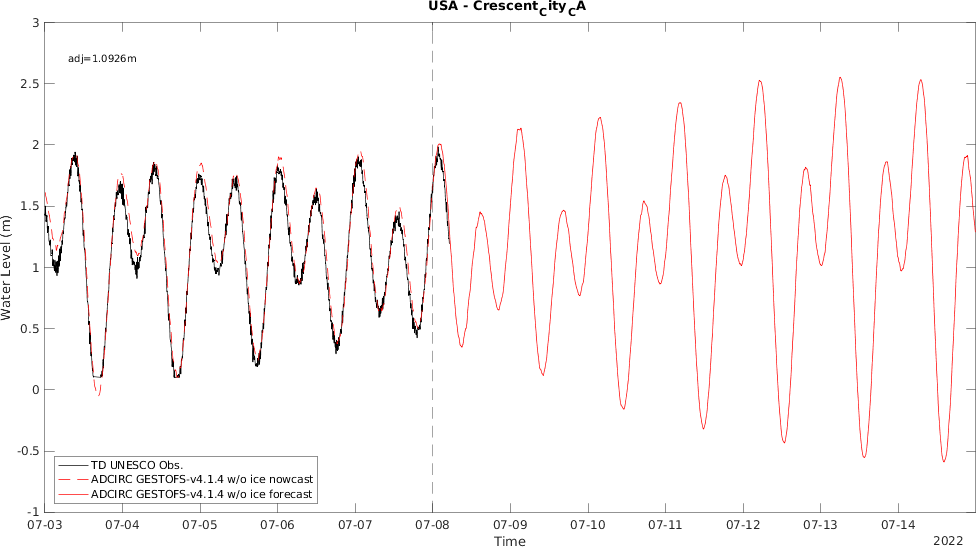 USA - Crescent_City_CA
adj=1.0926m
3
2.5
2
1.5
1
0.5
0
-0.5
-1
Water Level (m)
TD UNESCO Obs.
ADCIRC GESTOFS-v4.1.4 w/o ice nowcast
ADCIRC GESTOFS-v4.1.4 w/o ice forecast
07-03 07-04 07-05 07-06 07-07 07-08 07-09 07-10 07-11 07-12 07-13 07-14
Time
2022